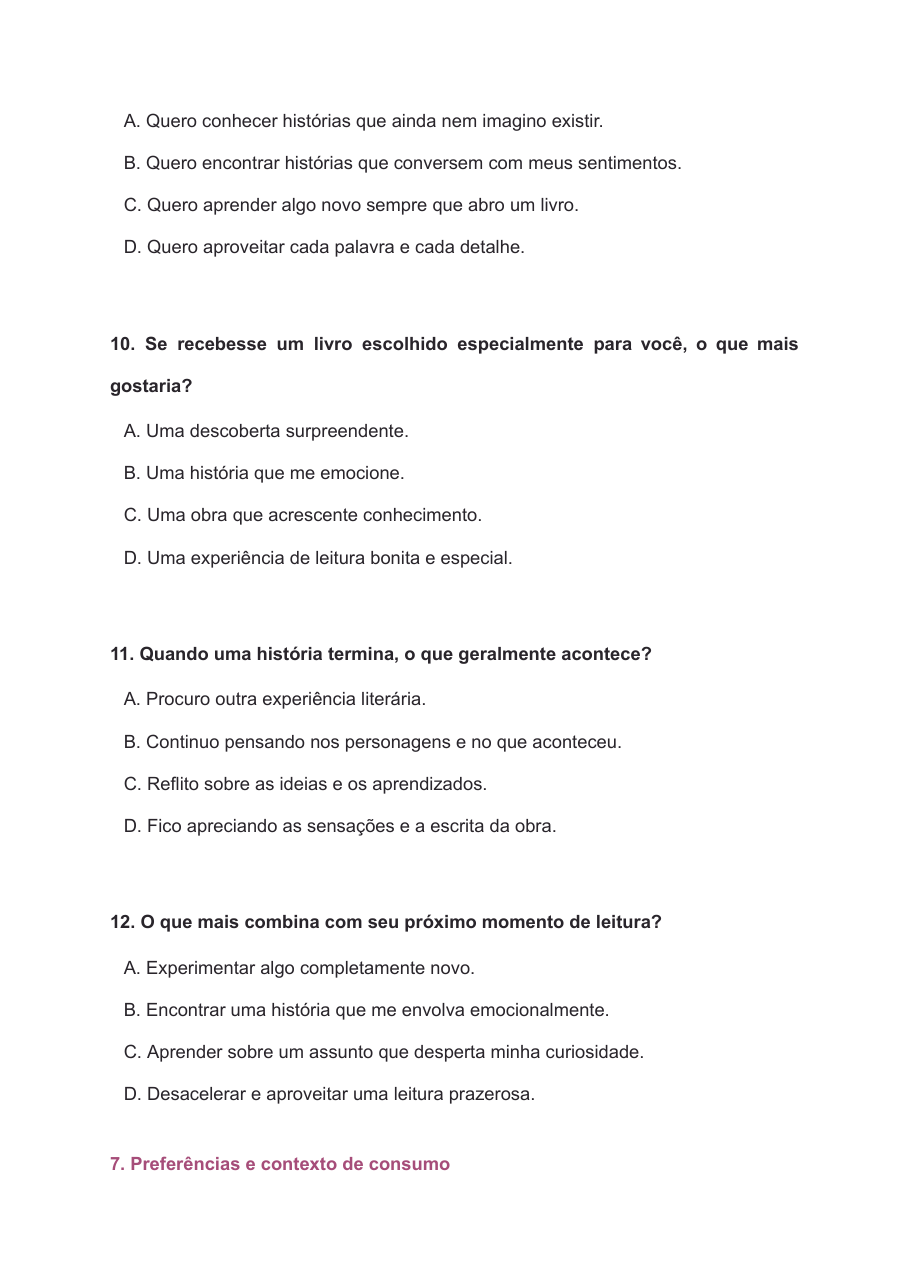 A. Quero conhecer histórias que ainda nem imagino existir.
B. Quero encontrar histórias que conversem com meus sentimentos.
C. Quero aprender algo novo sempre que abro um livro.
D. Quero aproveitar cada palavra e cada detalhe.
10. Se recebesse um livro escolhido especialmente para você, o que mais
gostaria?
A. Uma descoberta surpreendente.
B. Uma história que me emocione.
C. Uma obra que acrescente conhecimento.
D. Uma experiência de leitura bonita e especial.
11. Quando uma história termina, o que geralmente acontece?
A. Procuro outra experiência literária.
B. Continuo pensando nos personagens e no que aconteceu.
C. Reflito sobre as ideias e os aprendizados.
D. Fico apreciando as sensações e a escrita da obra.
12. O que mais combina com seu próximo momento de leitura?
A. Experimentar algo completamente novo.
B. Encontrar uma história que me envolva emocionalmente.
C. Aprender sobre um assunto que desperta minha curiosidade.
D. Desacelerar e aproveitar uma leitura prazerosa.
7. Preferências e contexto de consumo